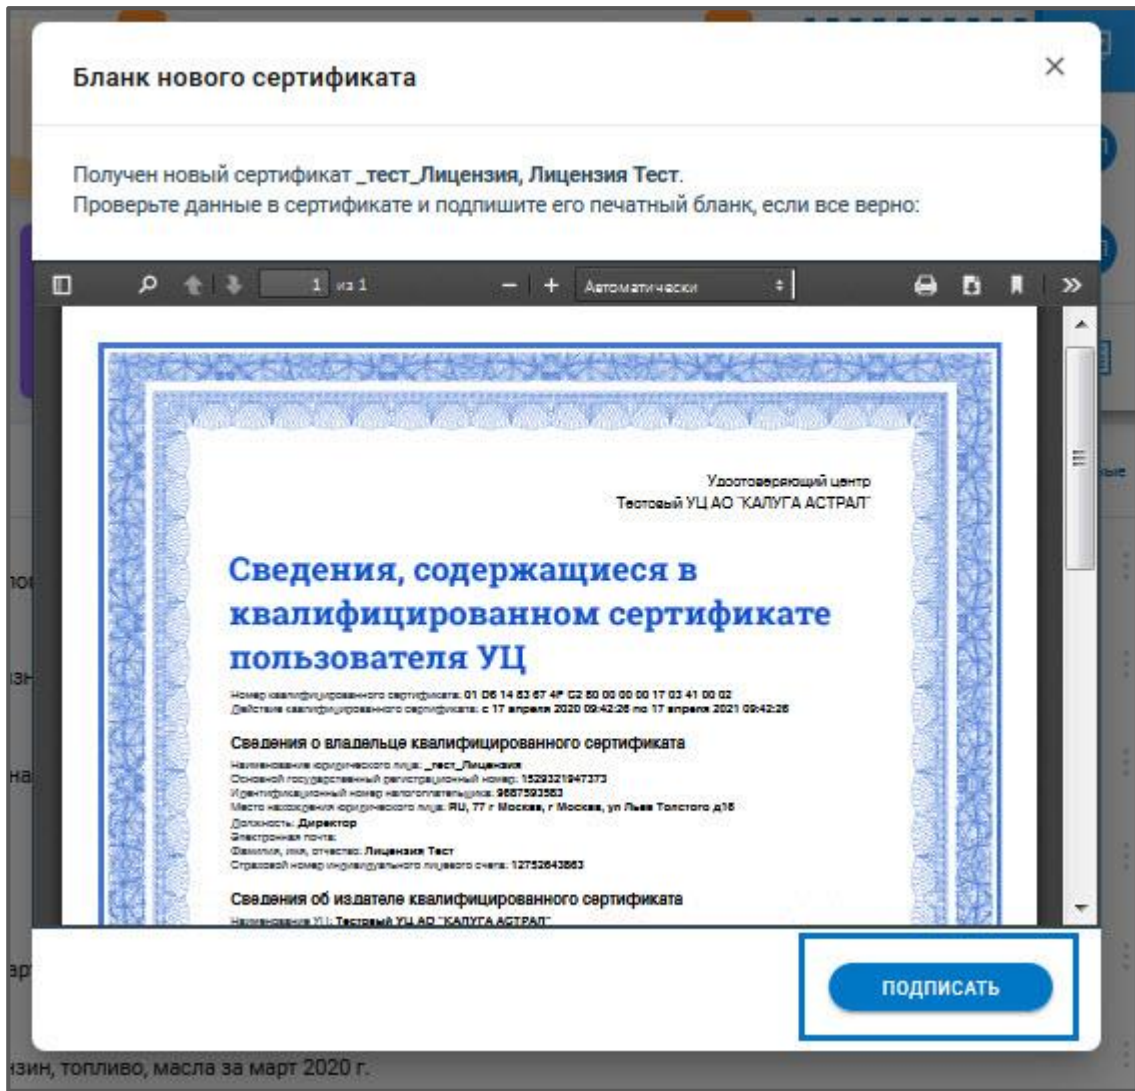 Бланк нового сертификата
Получен новый сертификат _тест_Лицензия, Лицензия Тест.
Проверьте данные в сертификате и подпишите его печатный бланк, если все верно:
1 из 1
Автоматически
Удостоверяющий центр
Тестовый УЦ АО "КАЛУГА АСТРАЛ"
Сведения, содержащиеся в
квалифицированном сертификате
пользователя УЦ
Номер квалифицированного сертификата: 01 D6 14 83 67 4F C2 80 00 00 00 17 03 41 00 02
Действие квалифицированного сертификата: с 17 апреля 2020 09:42:26 по 17 апреля 2021 09:42:26
Сведения о владельце квалифицированного сертификата
Наименование юридического лица: _тест_Лицензия
Основной государственный регистрационный номер: 1529321947373
Идентификационный номер налогоплательщика: 9687593583
Место нахождения юридического лица: RU, 77 г Москва, г Москва, ул Льва Толстого д16
Должность: Директор
Электронная почта:
Фамилия, имя, отчество: Лицензия Тест
Страховой номер индивидуального лицевого счета: 12752643863
Сведения об издателе квалифицированного сертификата
Наименование УЦ: Тестовый УЦ АО "КАЛУГА АСТРАЛ"
ПОДПИСАТЬ
топливо, масла за март 2020 г.